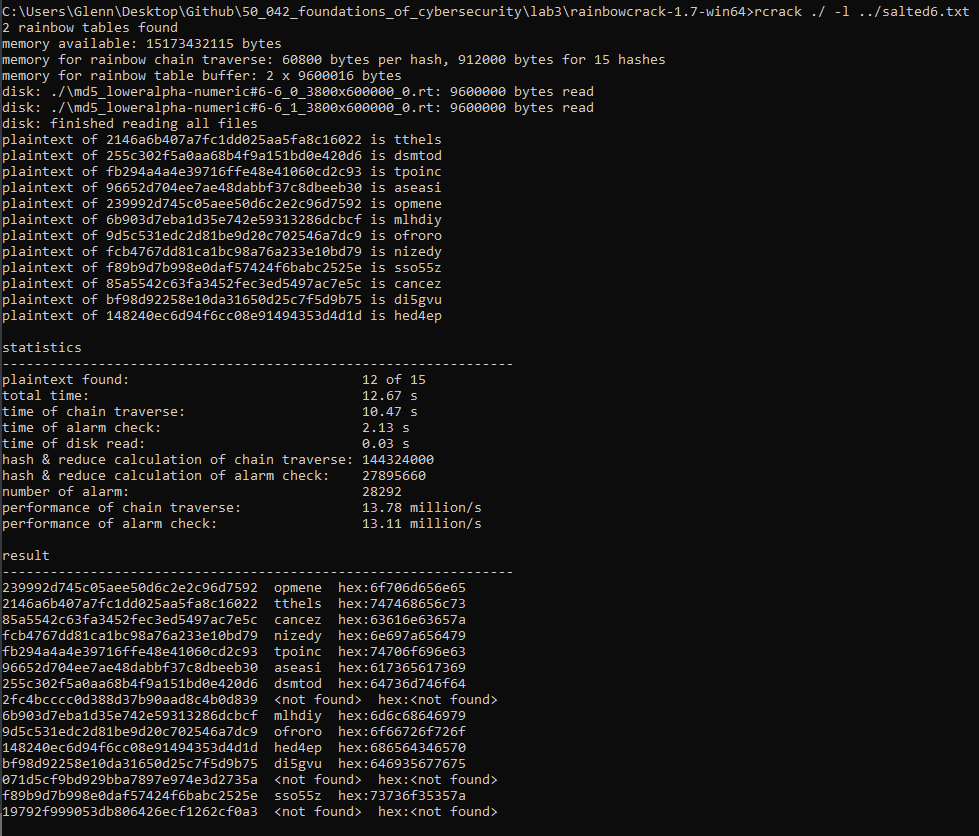 C:\Users\Glenn\Desktop\Github\50_042_foundations_of_cybersecurity\lab3\rainbowcrack-1.7-win64>rcrack ./ -l ../salted6.txt
2 rainbow tables found
memory available: 15173432115 bytes
memory for rainbow chain traverse: 60800 bytes per hash, 912000 bytes for 15 hashes
memory for rainbow table buffer: 2 x 9600016 bytes
disk: ./\md5_loweralpha-numeric#6-6_0_3800x600000_0.rt: 9600000 bytes read
disk: ./\md5_loweralpha-numeric#6-6_1_3800x600000_0.rt: 9600000 bytes read
disk: finished reading all files
plaintext of 2146a6b407a7fc1dd025aa5fa8c16022 is tthels
plaintext of 255c302f5a0aa68b4f9a151bd0e420d6 is dsmtod
plaintext of fb294a4a4e39716ffe48e41060cd2c93 is tpoinc
plaintext of 96652d704ee7ae48dabbf37c8dbeeb30 is aseasi
plaintext of 239992d745c05aee50d6c2e2c96d7592 is opmene
plaintext of 6b903d7eba1d35e742e59313286dcbcf is mlhdiy
plaintext of 9d5c531edc2d81be9d20c702546a7dc9 is ofroro
plaintext of fcb4767dd81ca1bc98a76a233e10bd79 is nizedy
plaintext of f89b9d7b998e0daf57424f6babc2525e is sso55z
plaintext of 85a5542c63fa3452fec3ed5497ac7e5c is cancez
plaintext of bf98d92258e10da31650d25c7f5d9b75 is di5gvu
plaintext of 148240ec6d94f6cc08e91494353d4d1d is hed4ep
statistics
----------------------------------------------------------------
plaintext found: 12 of 15
total time: 12.67 s
time of chain traverse: 10.47 s
time of alarm check: 2.13 s
time of disk read: 0.03 s
hash & reduce calculation of chain traverse: 144324000
hash & reduce calculation of alarm check: 27895660
number of alarm: 28292
performance of chain traverse: 13.78 million/s
performance of alarm check: 13.11 million/s
result
----------------------------------------------------------------
239992d745c05aee50d6c2e2c96d7592  opmene  hex:6f706d656e65
2146a6b407a7fc1dd025aa5fa8c16022  tthels  hex:747468656c73
85a5542c63fa3452fec3ed5497ac7e5c  cancez  hex:63616e63657a
fcb4767dd81ca1bc98a76a233e10bd79  nizedy  hex:6e697a656479
fb294a4a4e39716ffe48e41060cd2c93  tpoinc  hex:74706f696e63
96652d704ee7ae48dabbf37c8dbeeb30  aseasi  hex:617365617369
255c302f5a0aa68b4f9a151bd0e420d6  dsmtod  hex:64736d746f64
2fc4bcccc0d388d37b90aad8c4b0d839  <not found>  hex:<not found>
6b903d7eba1d35e742e59313286dcbcf  mlhdiy  hex:6d6c68646979
9d5c531edc2d81be9d20c702546a7dc9  ofroro  hex:6f66726f726f
148240ec6d94f6cc08e91494353d4d1d  hed4ep  hex:686564346570
bf98d92258e10da31650d25c7f5d9b75  di5gvu  hex:646935677675
071d5cf9bd929bba7897e974e3d2735a  <not found>  hex:<not found>
f89b9d7b998e0daf57424f6babc2525e  sso55z  hex:73736f35357a
19792f999053db806426ecf1262cf0a3  <not found>  hex:<not found>